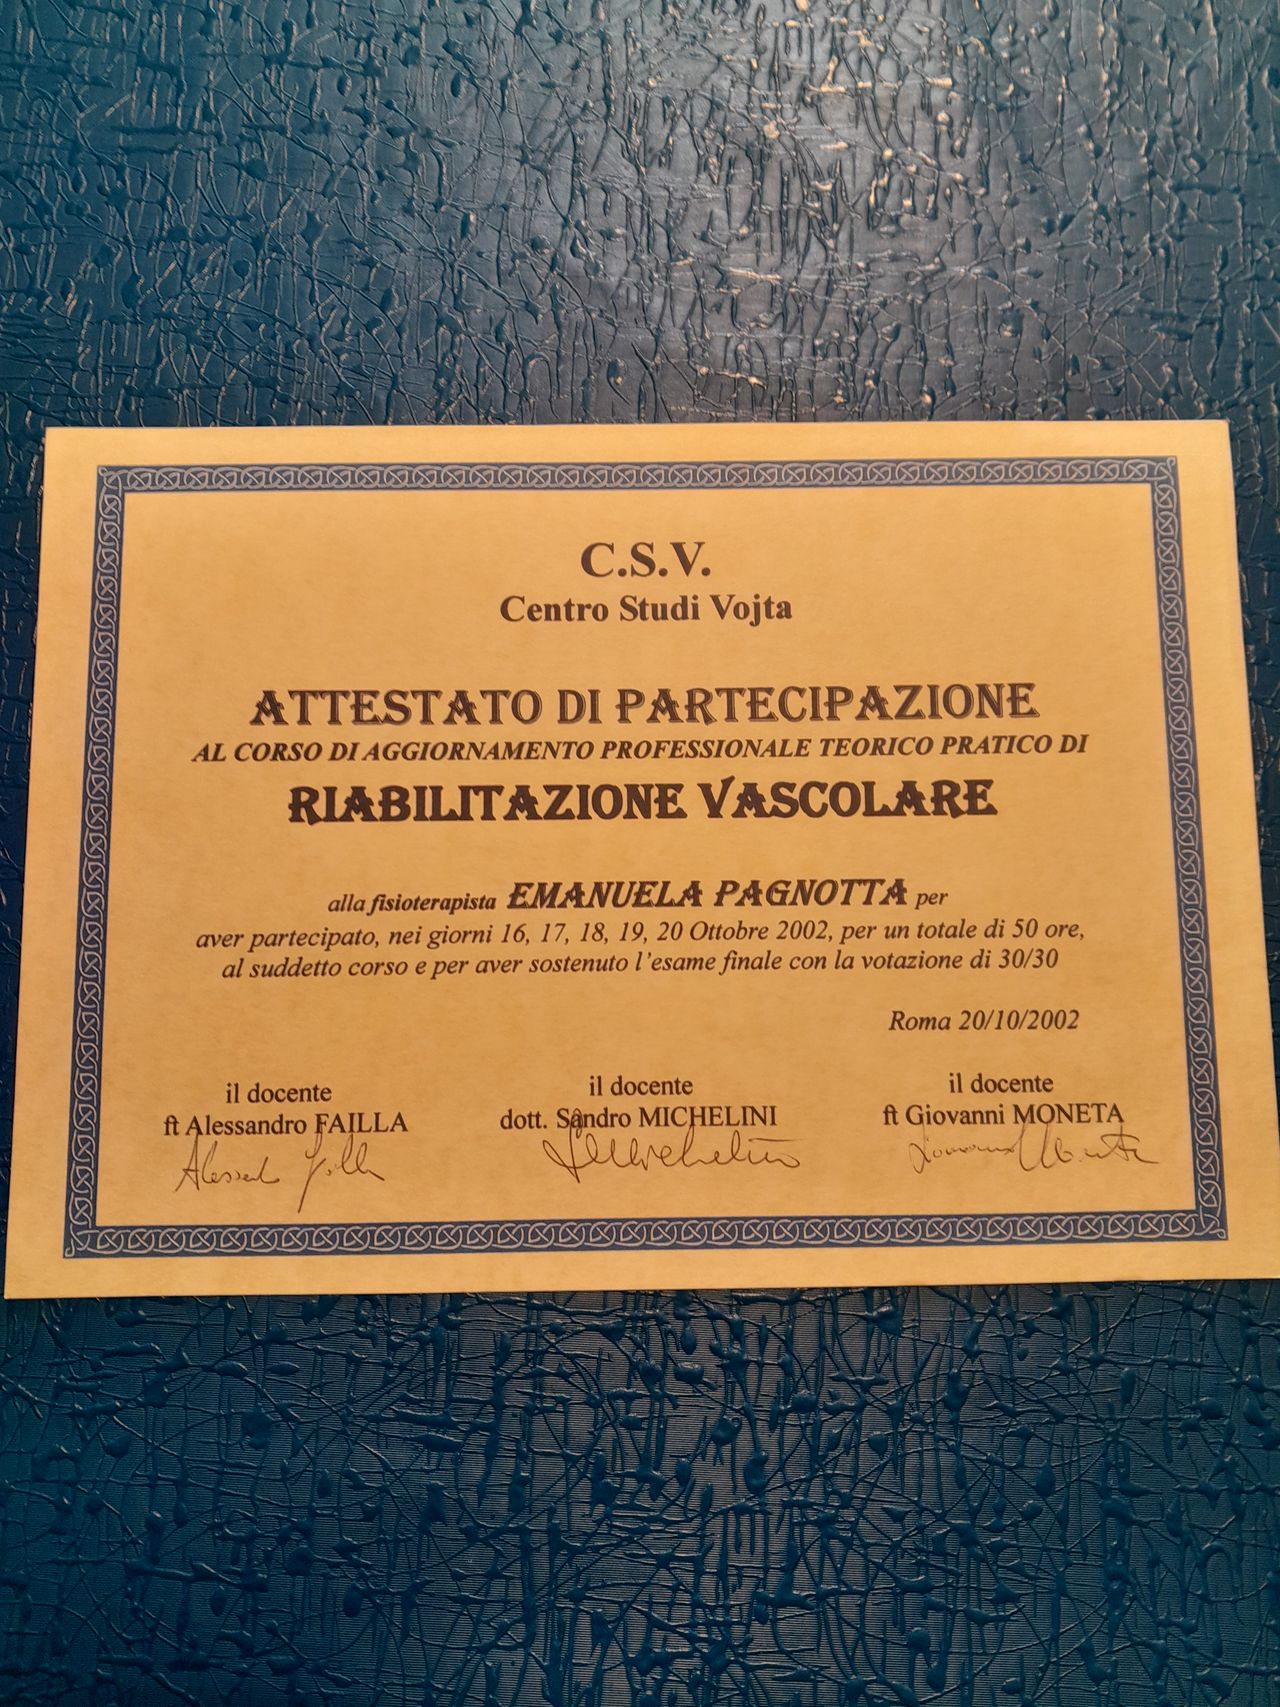 C.S.V.
Centro Studi Vojta
ATTESTATO DI PARTECIPAZIONE
AL CORSO DI AGGIORNAMENTO PROFESSIONALE TEORICO PRATICO DI
RIABILITAZIONE VASCOLARE
alla fisioterapista EMANUELA PAGNOTTA per
aver partecipato, nei giorni 16, 17, 18, 19, 20 Ottobre 2002, per un totale di 50 ore,
al suddetto corso e per aver sostenuto l'esame finale con la votazione di 30/30
Roma 20/10/2002
il docente il docente il docente
ft Alessandro FAILLA dott. Sandro MICHELINI ft Giovanni MONETA